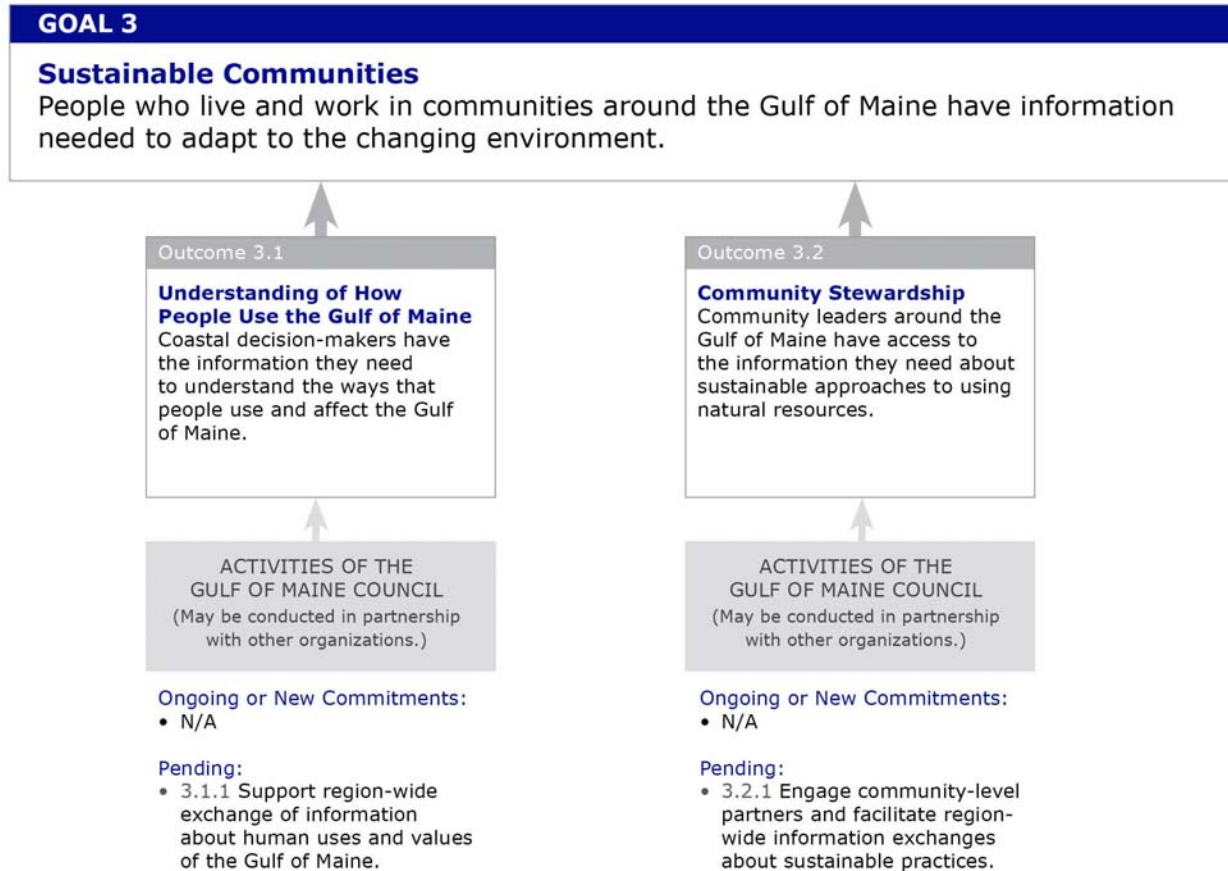 GOAL 3
Sustainable Communities
People who live and work in communities around the Gulf of Maine have information
needed to adapt to the changing environment.
Outcome 3.1
Understanding of How
People Use the Gulf of Maine
Coastal decision-makers have
the information they need
to understand the ways that
people use and affect the Gulf
of Maine.
ACTIVITIES OF THE
GULF OF MAINE COUNCIL
(May be conducted in partnership
with other organizations.)
Ongoing or New Commitments:
• N/A
Pending:
• 3.1.1 Support region-wide
exchange of information
about human uses and values
of the Gulf of Maine.
Outcome 3.2
Community Stewardship
Community leaders around the
Gulf of Maine have access to
the information they need about
sustainable approaches to using
natural resources.
ACTIVITIES OF THE
GULF OF MAINE COUNCIL
(May be conducted in partnership
with other organizations.)
Ongoing or New Commitments:
• N/A
Pending:
• 3.2.1 Engage community-level
partners and facilitate region-
wide information exchanges
about sustainable practices.